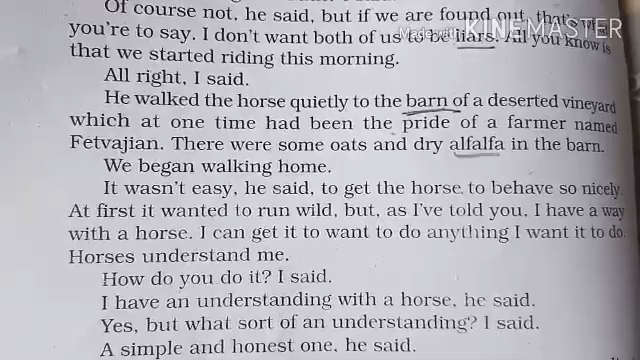 Of course not, he said, but if we are found out, that's what
you're to say. I don't want both of us to be liars. All you know is
that we started riding this morning.
All right, I said.
He walked the horse quietly to the barn of a deserted vineyard
which at one time had been the pride of a farmer named
Fetvajian. There were some oats and dry alfalfa in the barn.
We began walking home.
It wasn't easy, he said, to get the horse to behave so nicely.
At first it wanted to run wild, but, as I've told you, I have a way
with a horse. I can get it to want to do anything I want it to do.
Horses understand me.
How do you do it? I said.
I have an understanding with a horse, he said.
Yes, but what sort of an understanding? I said.
A simple and honest one, he said.
Made with KINEMASTER